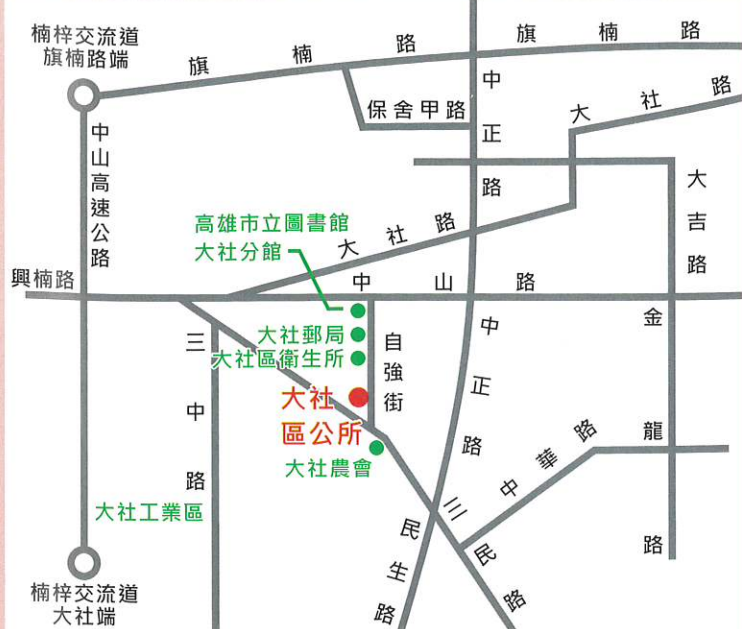 楠梓交流道
旗楠路端
旗楠路
旗楠路
保舍甲路
中正路
大社路
大吉路
中山高速公路
高雄市立圖書館
大社分館
大社路
興楠路
中山路
大社郵局
大社區衛生所
自強街
大社
區公所
大社農會
三中路
大社工業區
中正路
金龍路
中華路
三民路
民生路
楠梓交流道
大社端